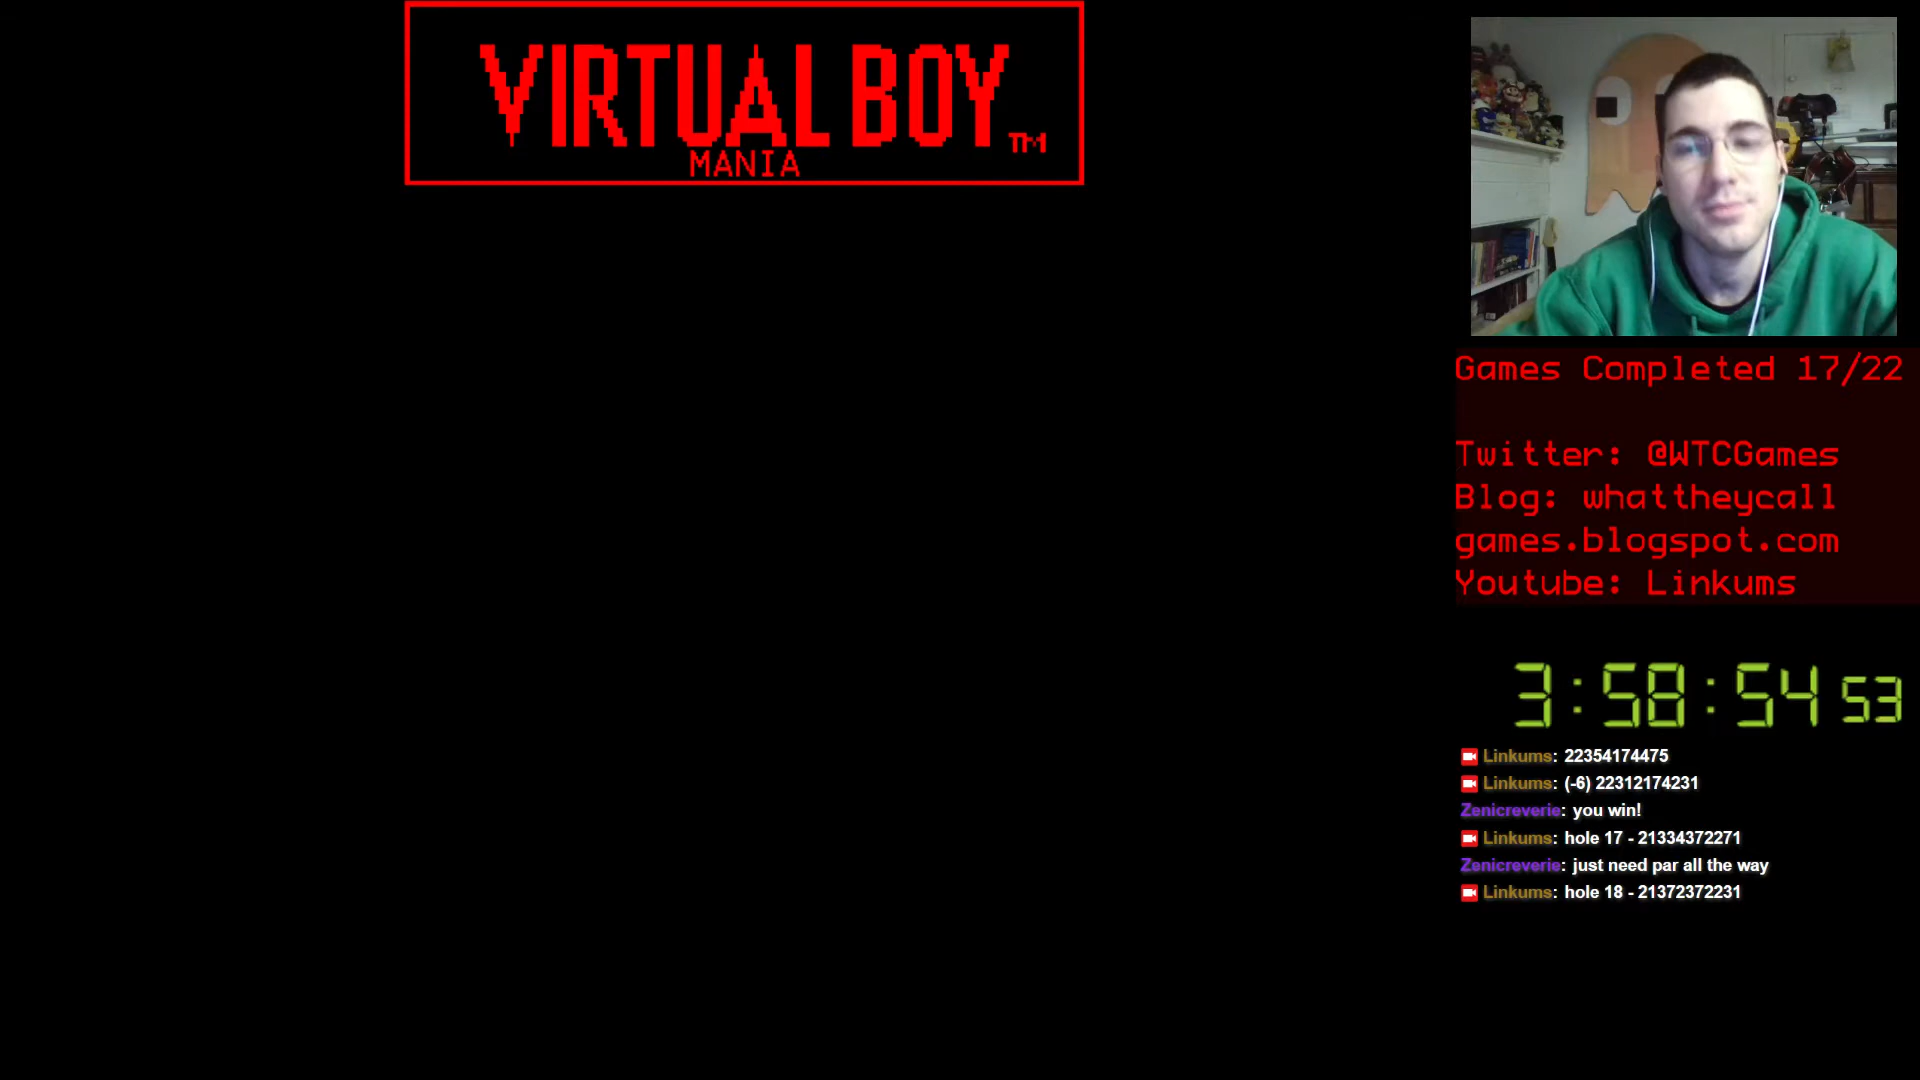 VIRTUAL BOY TM
MANIA
Games Completed 17/22
Twitter: @WTCGames
Blog: whattheycall
games.blogspot.com
Youtube: Linkums
3:58:54 53
Linkums: 22354174475
Linkums: (-6) 22312174231
Zenicreverie: you win!
Linkums: hole 17 - 21334372271
Zenicreverie: just need par all the way
Linkums: hole 18 - 21372372231